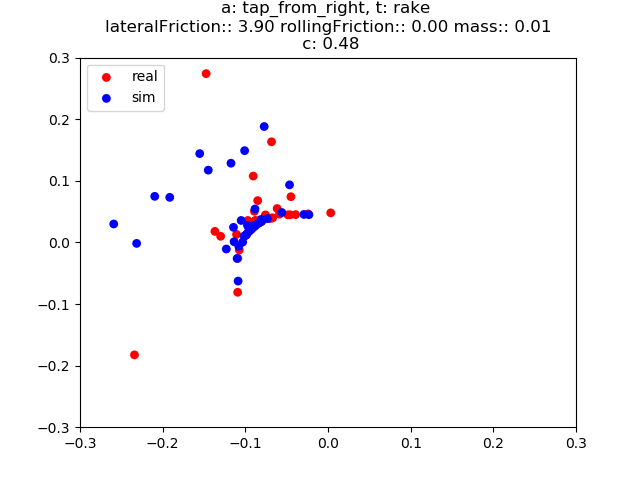 a: tap_from_right, t: rake
lateralFriction:: 3.90 rollingFriction:: 0.00 mass:: 0.01
c: 0.48
real
sim
0.3
0.2
0.1
0.0
−0.1
−0.2
−0.3
−0.3 −0.2 −0.1 0.0 0.1 0.2 0.3